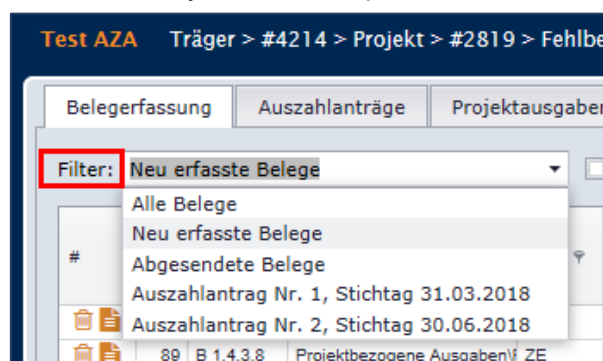 Test AZA Träger > #4214 > Projekt > #2819 > Fehlbe
Belegerfassung Auszahlanträge Projektausgaben
Filter: Neu erfasste Belege
Alle Belege
Neu erfasste Belege
# Abgesendete Belege
Auszahlantrag Nr. 1, Stichtag 31.03.2018
Auszahlantrag Nr. 2, Stichtag 30.06.2018
89 B 1.4.3.8 Projektbezogene Ausgaben\ ZE